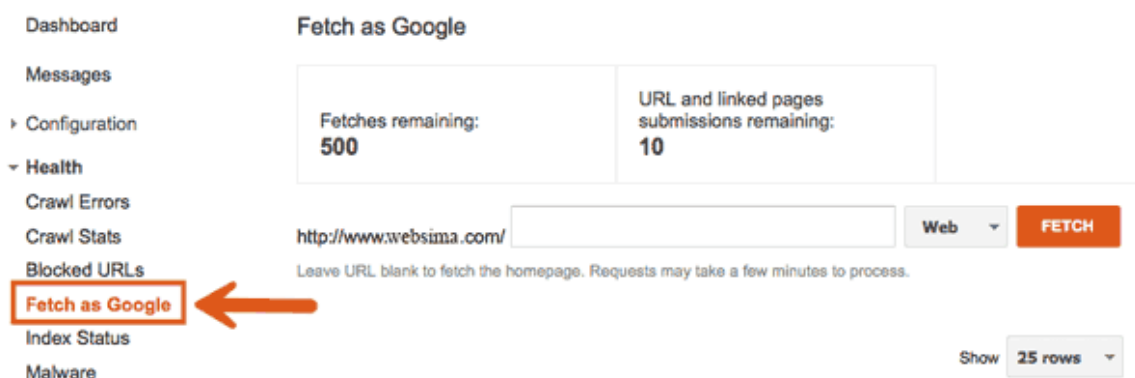 Dashboard
Messages
Configuration
Health
Crawl Errors
Crawl Stats
Blocked URLs
Fetch as Google
Index Status
Malware
Fetch as Google
Fetches remaining:
500
URL and linked pages
submissions remaining:
10
http://www.websima.com/
Web
FETCH
Leave URL blank to fetch the homepage. Requests may take a few minutes to process.
Show 25 rows